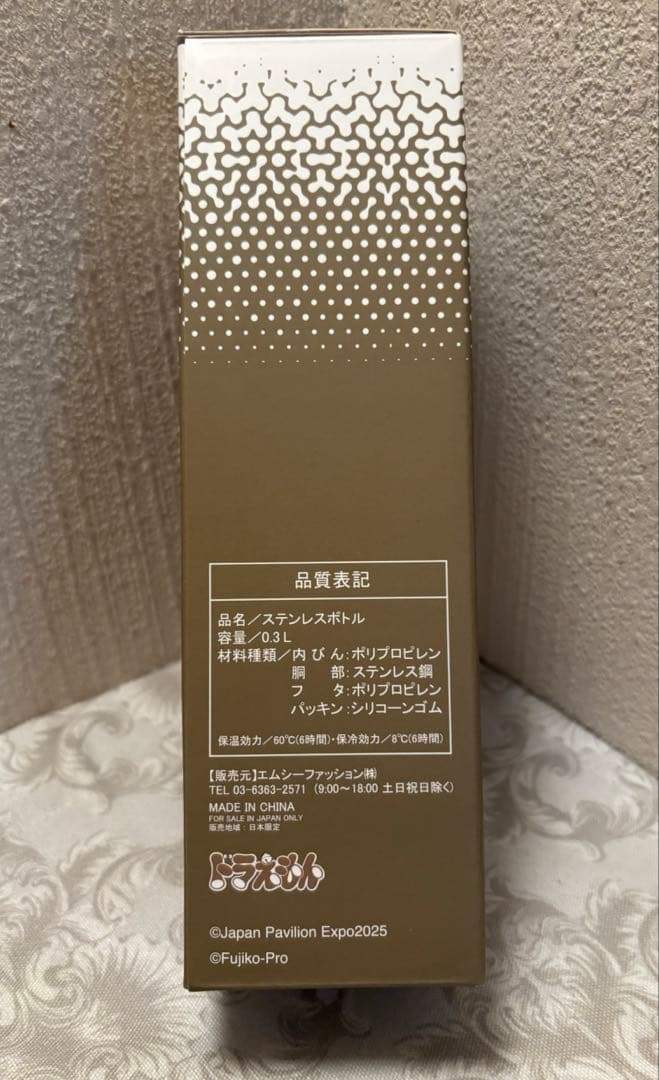 品質表記
品名／ステンレスボトル
容量／0.3L
材料種類／内びん:ポリプロピレン
胴部:ステンレス鋼
フタ:ポリプロピレン
パッキン:シリコーンゴム
保温効力／60℃(6時間)・保冷効力／8℃(6時間)
【販売元】エムシーファッション㈱
TEL 03-6363-2571 (9:00〜18:00 土日祝日除く)
MADE IN CHINA
FOR SALE IN JAPAN ONLY
販売地域：日本限定
ドラえもん
©Japan Pavilion Expo2025
©Fujiko-Pro